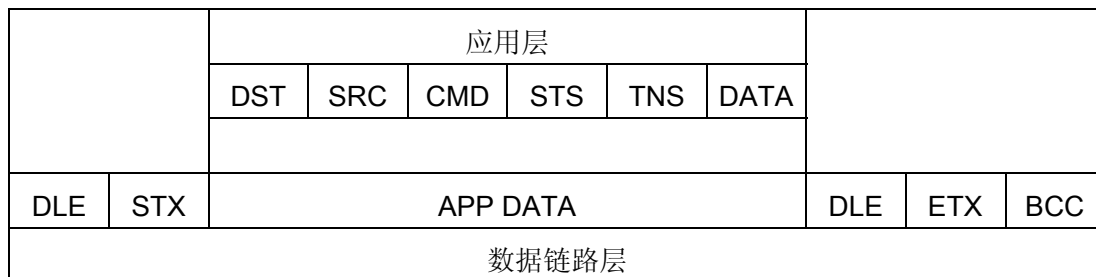 应用层
DST SRC CMD STS TNS DATA
DLE STX APP DATA DLE ETX BCC
数据链路层